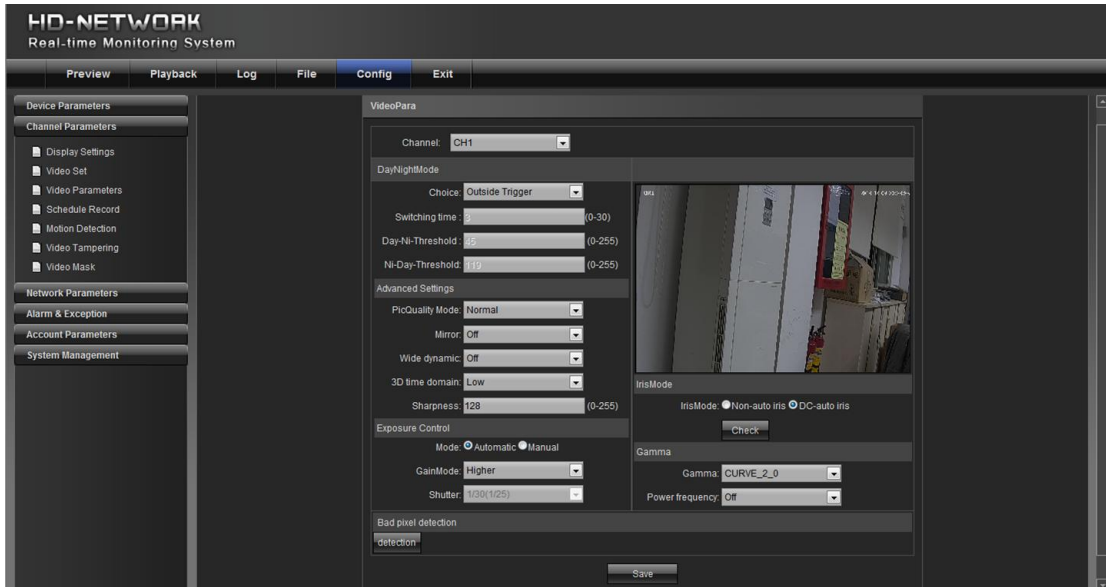 HD-NETWORK
Real-time Monitoring System
Preview Playback Log File Config Exit
Device Parameters
Channel Parameters
Display Settings
Video Set
Video Parameters
Schedule Record
Motion Detection
Video Tampering
Video Mask
Network Parameters
Alarm & Exception
Account Parameters
System Management
VideoPara
Channel: CH1
DayNightMode
Choice: Outside Trigger
Switching time : 3 (0-30)
Day-Ni-Threshold : 45 (0-255)
Ni-Day-Threshold: 119 (0-255)
Advanced Settings
PicQuality Mode: Normal
Mirror: Off
Wide dynamic: Off
3D time domain: Low
Sharpness: 128 (0-255)
Exposure Control
Mode: Automatic Manual
GainMode: Higher
Shutter: 1/30(1/25)
IrisMode
IrisMode: Non-auto iris DC-auto iris
Check
Gamma
Gamma: CURVE_2_0
Power frequency: Off
Bad pixel detection
detection
Save